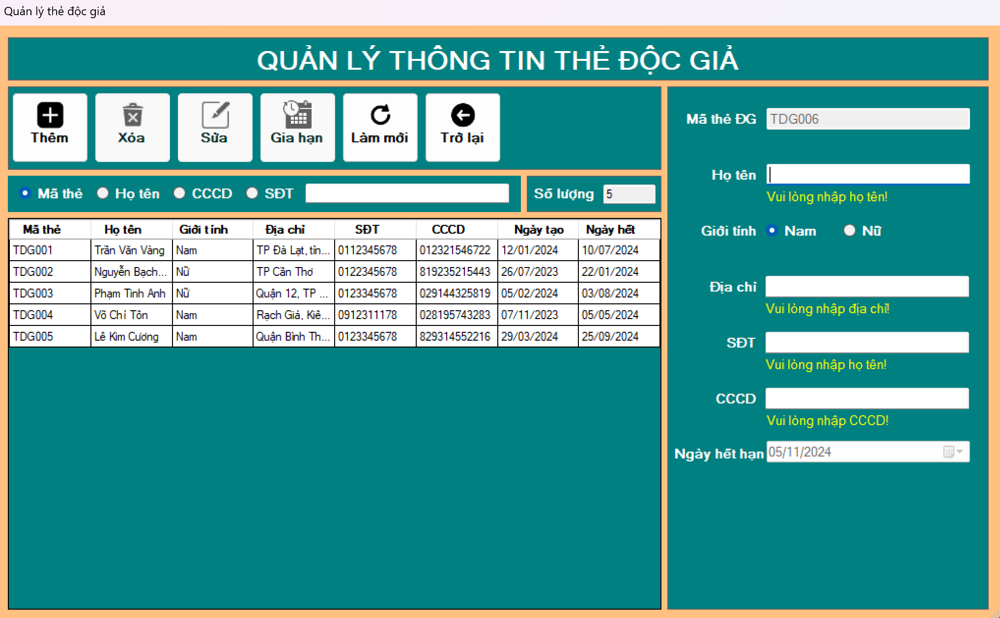 Quản lý thẻ độc giả
QUẢN LÝ THÔNG TIN THẺ ĐỘC GIẢ
Thêm Xóa Sửa Gia hạn Làm mới Trở lại
Mã thẻ Họ tên CCCD SĐT Số lượng 5
Mã thẻ Họ tên Giới tính Địa chỉ SĐT CCCD Ngày tạo Ngày hết
TDG001 Trần Văn Vàng Nam TP Đà Lạt, tỉn... 0112345678 012321546722 12/01/2024 10/07/2024
TDG002 Nguyễn Bạch... Nữ TP Cần Thơ 0122345678 819235215443 26/07/2023 22/01/2024
TDG003 Phạm Tinh Anh Nữ Quận 12, TP ... 0123345678 029144325819 05/02/2024 03/08/2024
TDG004 Võ Chí Tôn Nam Rạch Giá, Kiê... 0912311178 028195743283 07/11/2023 05/05/2024
TDG005 Lê Kim Cương Nam Quận Bình Th... 0123345678 829314552216 29/03/2024 25/09/2024
Mã thẻ ĐG TDG006
Họ tên
Vui lòng nhập họ tên!
Giới tính Nam Nữ
Địa chỉ
Vui lòng nhập địa chỉ!
SĐT
Vui lòng nhập họ tên!
CCCD
Vui lòng nhập CCCD!
Ngày hết hạn 05/11/2024